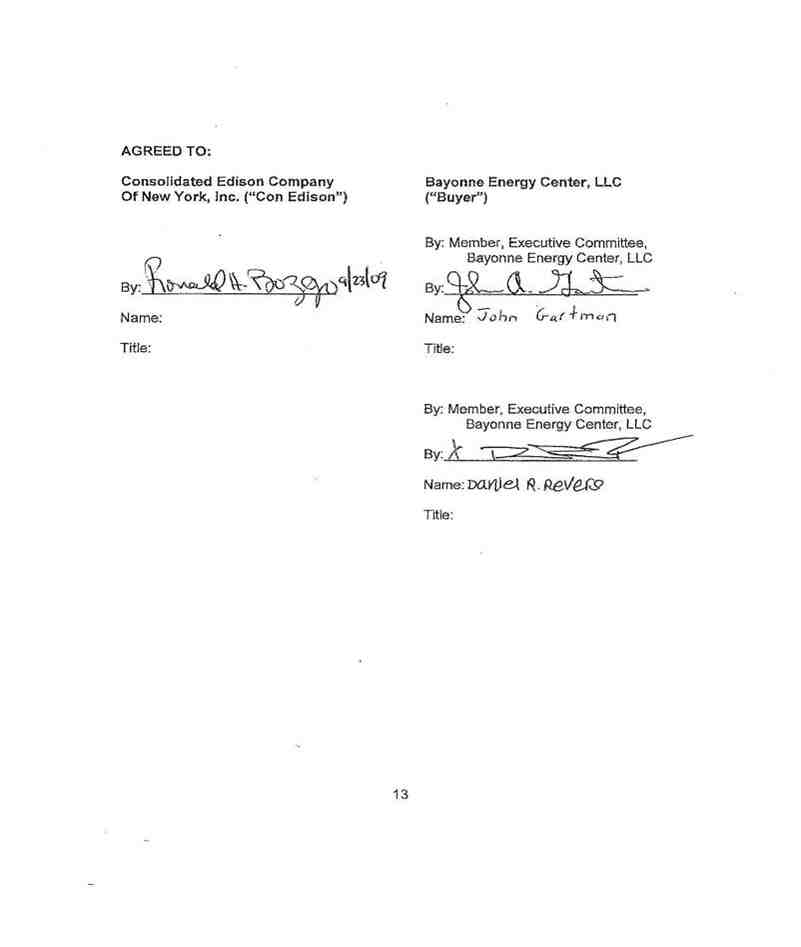 AGREED TO:
Consolidated Edison Company
Of New York, Inc. ("Con Edison")
By: Ronald H. Bozgo 9/23/09
Name:
Title:
Bayonne Energy Center, LLC
("Buyer")
By: Member, Executive Committee,
Bayonne Energy Center, LLC
By: John A.
Name: John Gartman
Title:
By: Member, Executive Committee,
Bayonne Energy Center, LLC
By: X
Name: Daniel R. Revers
Title:
13